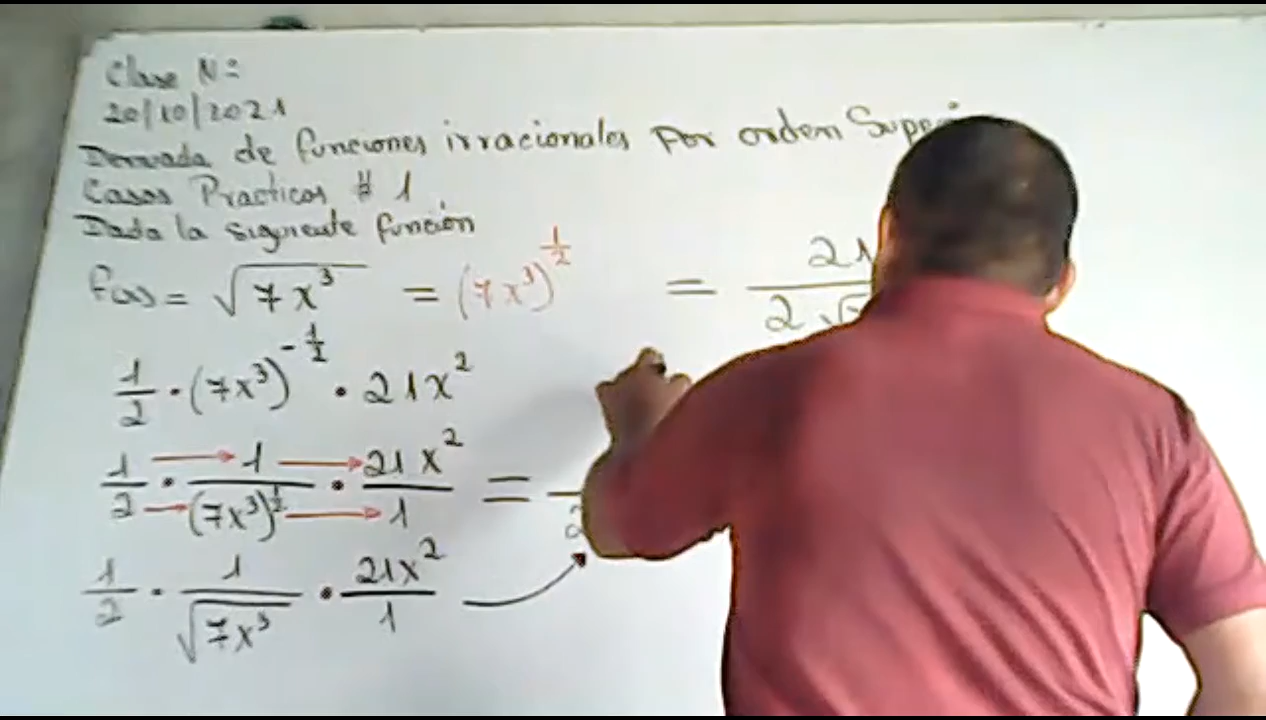 Clase N:
20/10/2021
Derivada de funciones irracionales por orden
Casos Practicos # 1
Dada la siguiente función
f(x) = √7x³ = (7x³)^½
1/2 · (7x³)^-½ · 21x²
1/2 · 1/(7x³)^½ · 21x²/1 =
1/2 · 1/√7x³ · 21x²/1
= 21
2√